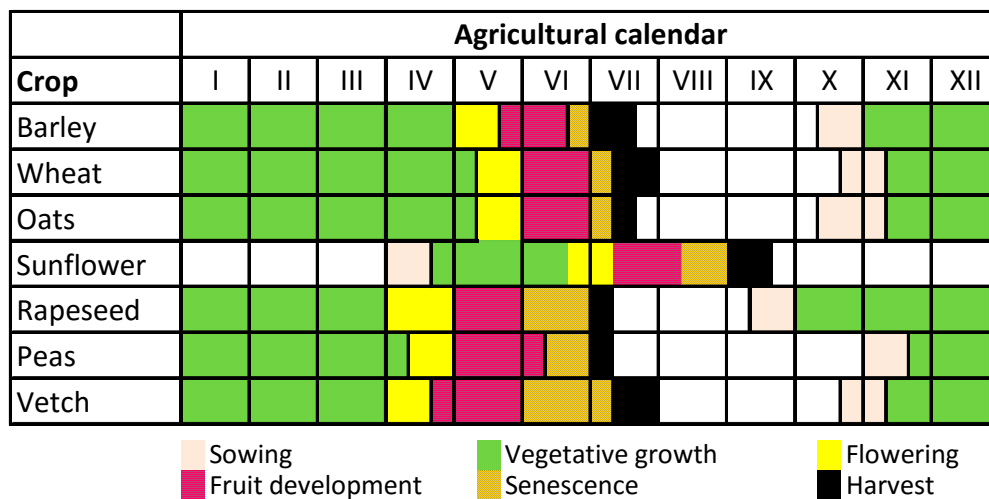 Agricultural calendar
Crop I II III IV V VI VII VIII IX X XI XII
Barley
Wheat
Oats
Sunflower
Rapeseed
Peas
Vetch
Sowing Vegetative growth Flowering
Fruit development Senescence Harvest